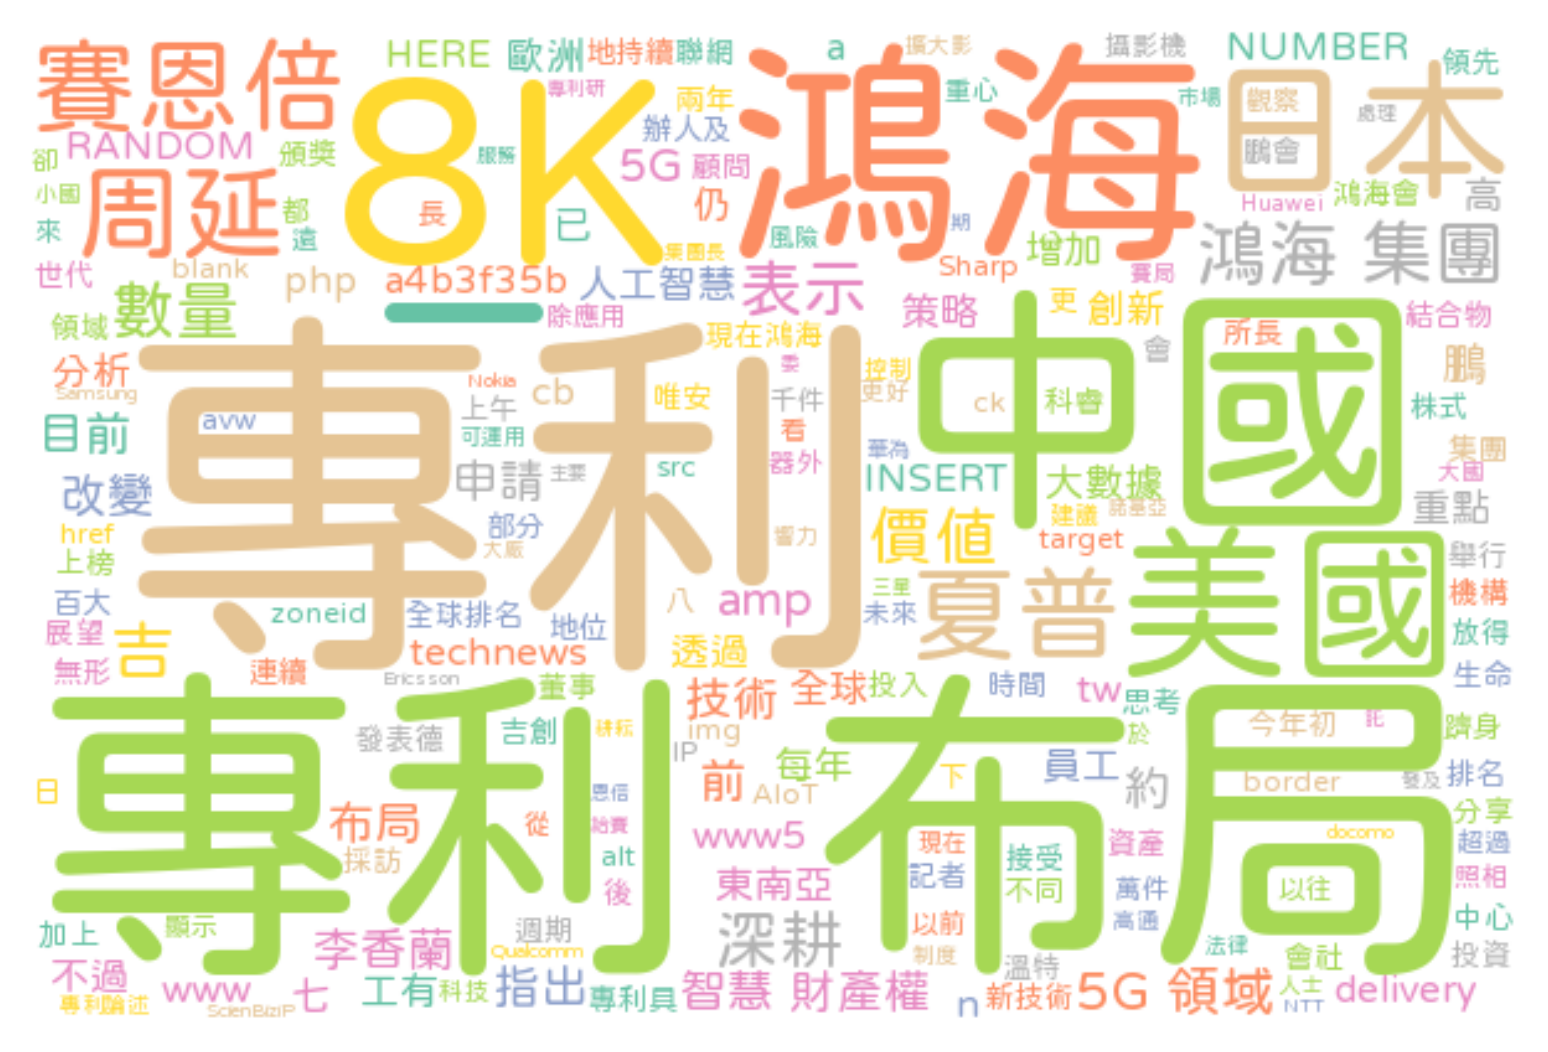 賽恩倍 HERE 歐洲 地持續 聯網 a 擴大影 攝影機 NUMBER 領先
專利研 兩年 重心 市場 觀察 日本
RANDOM 頒獎 8K 服務 辦人及 鴻海 處理
卻 5G 顧問 鵬會
小國 周延 都 長 仍 Huawei 鴻海會 高
來 遠 已 風險 期 增加 鴻海 集團
世代 blank php a4b3f35b 集團長 人工智慧 表示 Sharp 賽局
領域 數量 除應用 現在 鴻海 策略 更 創新 所長 結合物
分析 Nokia 委 控制 會 鵬
Samsung cb 唯安 千件 更好 ck 科睿 中國 株式
目前 avw 上午 看 華為 集團
專利 可運用 src 器外 大國
改變 申請 主要 INSERT 大數據 重點
href 部分 響力 價值 建議 諾基亞
上榜 大廠 target 美國 舉行
百大 zoneid 全球排名 八 amp 三星 夏普 機構
展望 吉 地位 未來 放得
無形 連續 technews 透過 生命
Ericsson 董事 技術 全球 投入 時間 tw 思考
發表德 吉創 耕耘 img 於 今年初 託 躋身
專利 布局 IP 每年 員工
日 恩信 前 AIoT 下 約 border 發及 排名
布局 從 給賽 www5 docomo 分享
採訪 alt 現在 接受 資產 超過
後 東南亞 記者 不同 萬件 以往 照相
加上 顯示 週期 深耕 以前 高通 中心
李香蘭 Qualcomm 制度 法律 投資
不過 www 七 工有 科技 指出 智慧 財產權 溫特 會社
專利論述 ScienBiziP 專利具 n 新技術 5G 領域 人士 NTT delivery